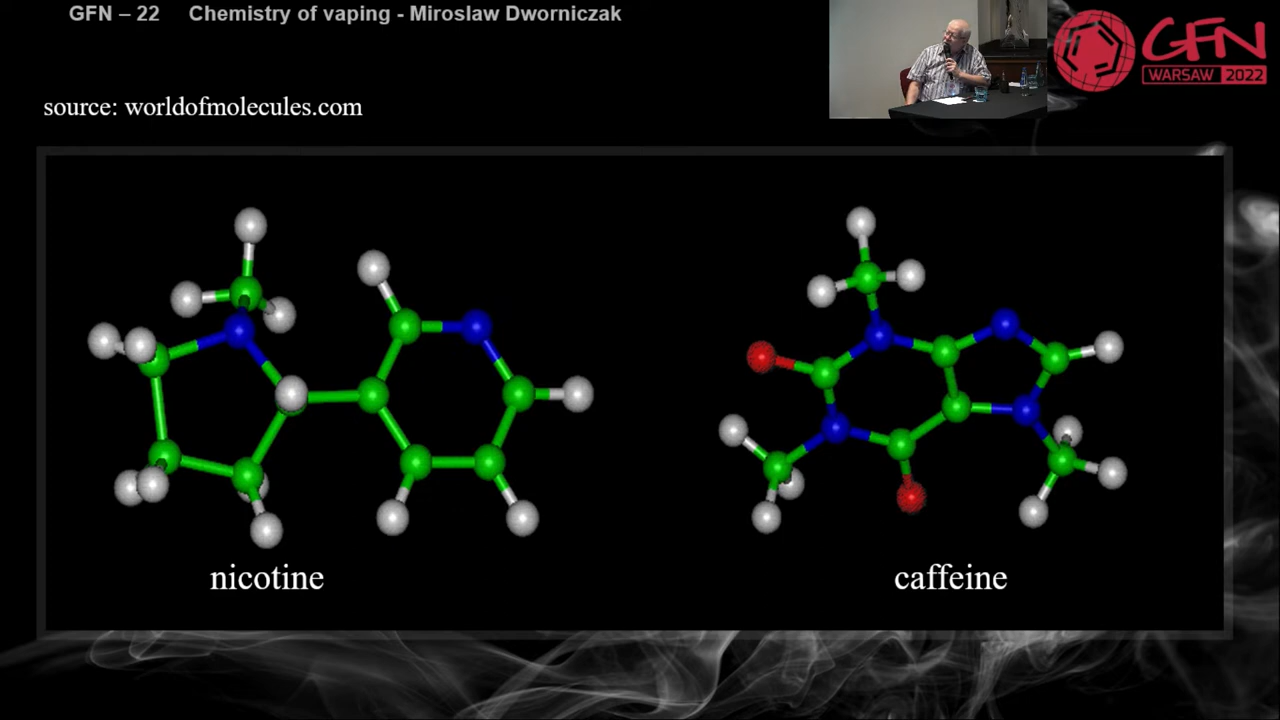 GFN – 22 Chemistry of vaping - Miroslaw Dworniczak
GFN
WARSAW 2022
source: worldofmolecules.com
nicotine
caffeine